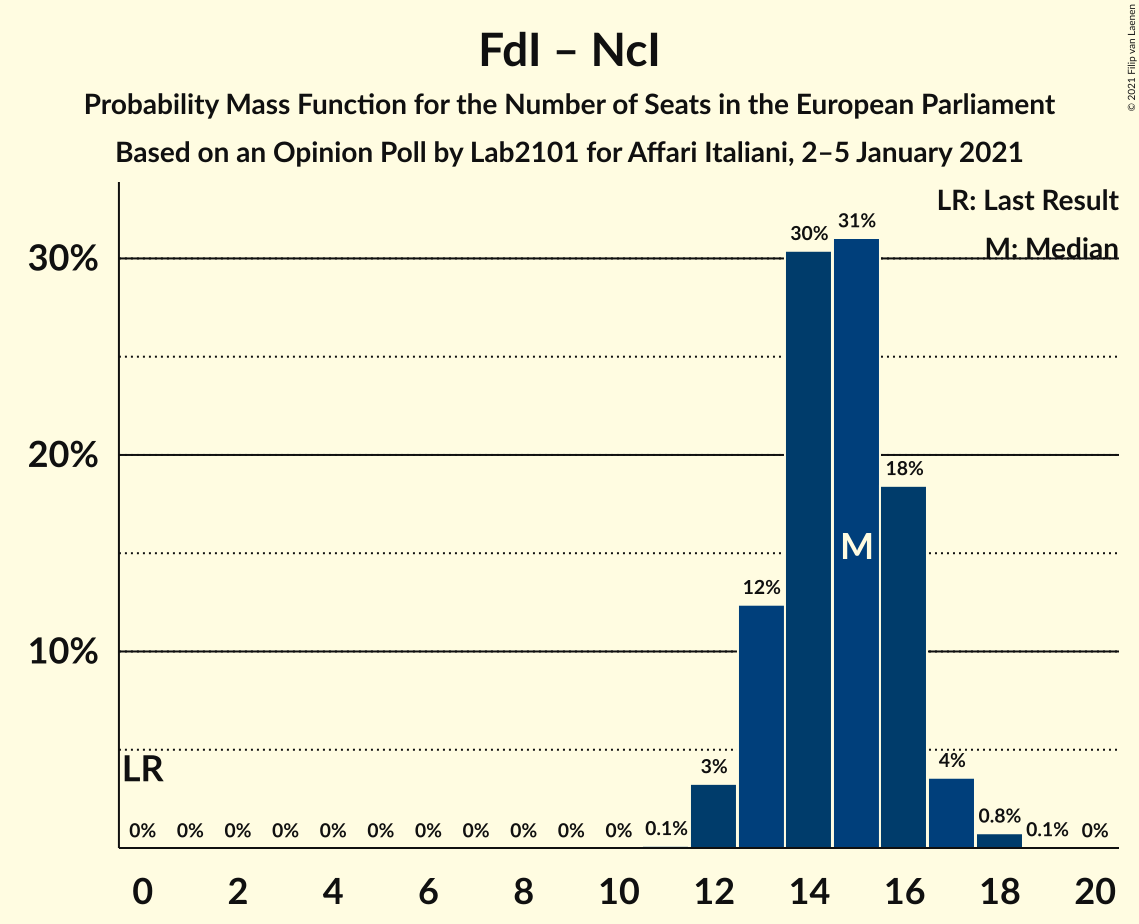 FdI – NcI
Probability Mass Function for the Number of Seats in the European Parliament
Based on an Opinion Poll by Lab2101 for Affari Italiani, 2–5 January 2021
© 2021 Filip van Laenen
LR: Last Result
M: Median
30%
20%
10%
LR
M
0% 0% 0% 0% 0% 0% 0% 0% 0% 0% 0% 0.1% 3% 12% 30% 31% 18% 4% 0.8% 0.1% 0%
0 2 4 6 8 10 12 14 16 18 20